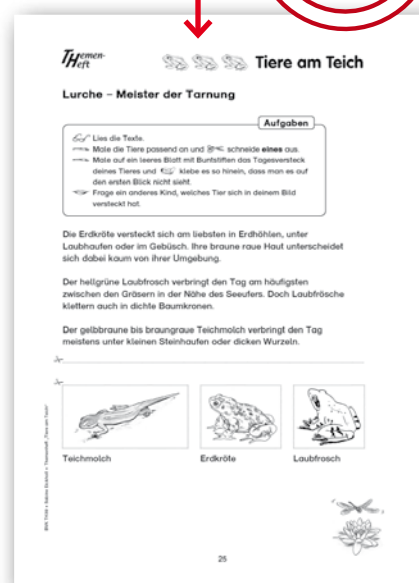 Themen-
Heft
Tiere am Teich
Lurche – Meister der Tarnung
Aufgaben
Lies die Texte.
Male die Tiere passend an und schneide eines aus.
Male auf ein leeres Blatt mit Buntstiften das Tagesversteck
deines Tieres und klebe es so hinein, dass man es auf
den ersten Blick nicht sieht.
Frage ein anderes Kind, welches Tier sich in deinem Bild
versteckt hat.
Die Erdkröte versteckt sich am liebsten in Erdhöhlen, unter
Laubhaufen oder im Gebüsch. Ihre braune raue Haut unterscheidet
sich dabei kaum von ihrer Umgebung.
Der hellgrüne Laubfrosch verbringt den Tag am häufigsten
zwischen den Gräsern in der Nähe des Seeufers. Doch Laubfrösche
klettern auch in dichte Baumkronen.
Der gelbbraune bis braungraue Teichmolch verbringt den Tag
meistens unter kleinen Steinhaufen oder dicken Wurzeln.
Teichmolch
Erdkröte
Laubfrosch
25